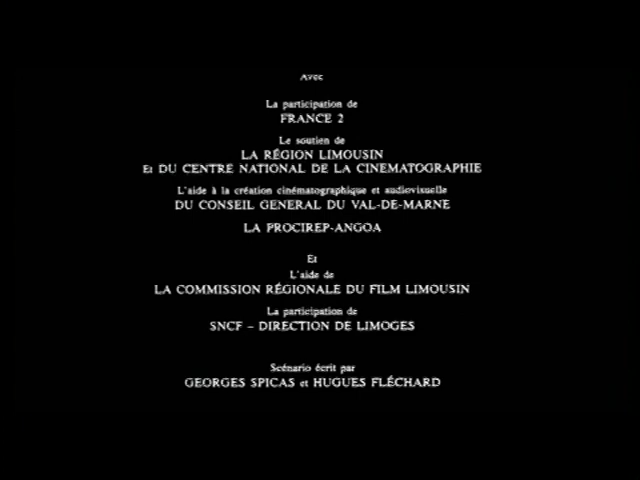 Avec
La participation de
FRANCE 2
Le soutien de
LA RÉGION LIMOUSIN
Et DU CENTRE NATIONAL DE LA CINEMATOGRAPHIE
L'aide à la création cinématographique et audiovisuelle
DU CONSEIL GENERAL DU VAL-DE-MARNE
LA PROCIREP-ANGOA
Et
L'aide de
LA COMMISSION RÉGIONALE DU FILM LIMOUSIN
La participation de
SNCF – DIRECTION DE LIMOGES
Scénario écrit par
GEORGES SPICAS et HUGUES FLÉCHARD